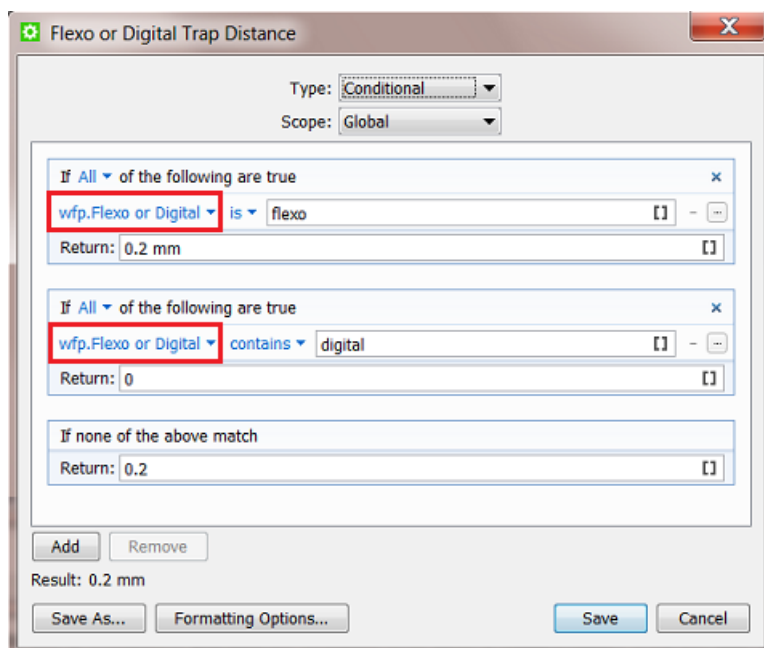 Flexo or Digital Trap Distance
X
Type: Conditional
Scope: Global
If All of the following are true
wfp.Flexo or Digital is flexo [] - ...
Return: 0.2 mm []
If All of the following are true
wfp.Flexo or Digital contains digital [] - ...
Return: 0 []
If none of the above match
Return: 0.2 []
Add Remove
Result: 0.2 mm
Save As... Formatting Options... Save Cancel